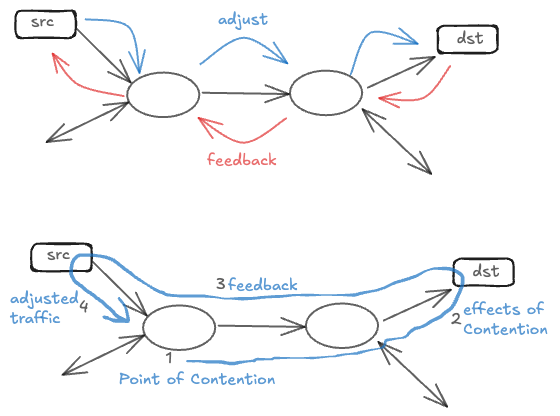 src
adjust
dst
feedback
src
3 feedback
dst
adjusted
4
traffic
2
effects of
Contention
1
Point of Contention